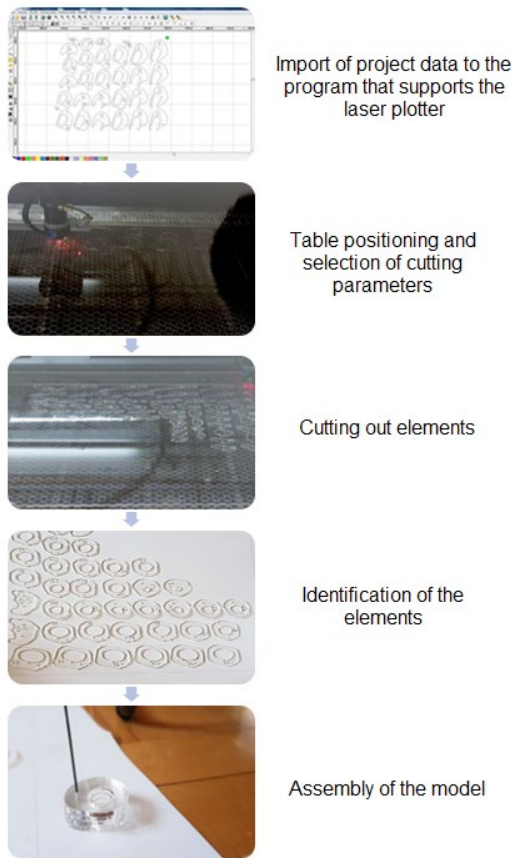 Import of project data to the
program that supports the
laser plotter
Table positioning and
selection of cutting
parameters
Cutting out elements
Identification of the
elements
Assembly of the model